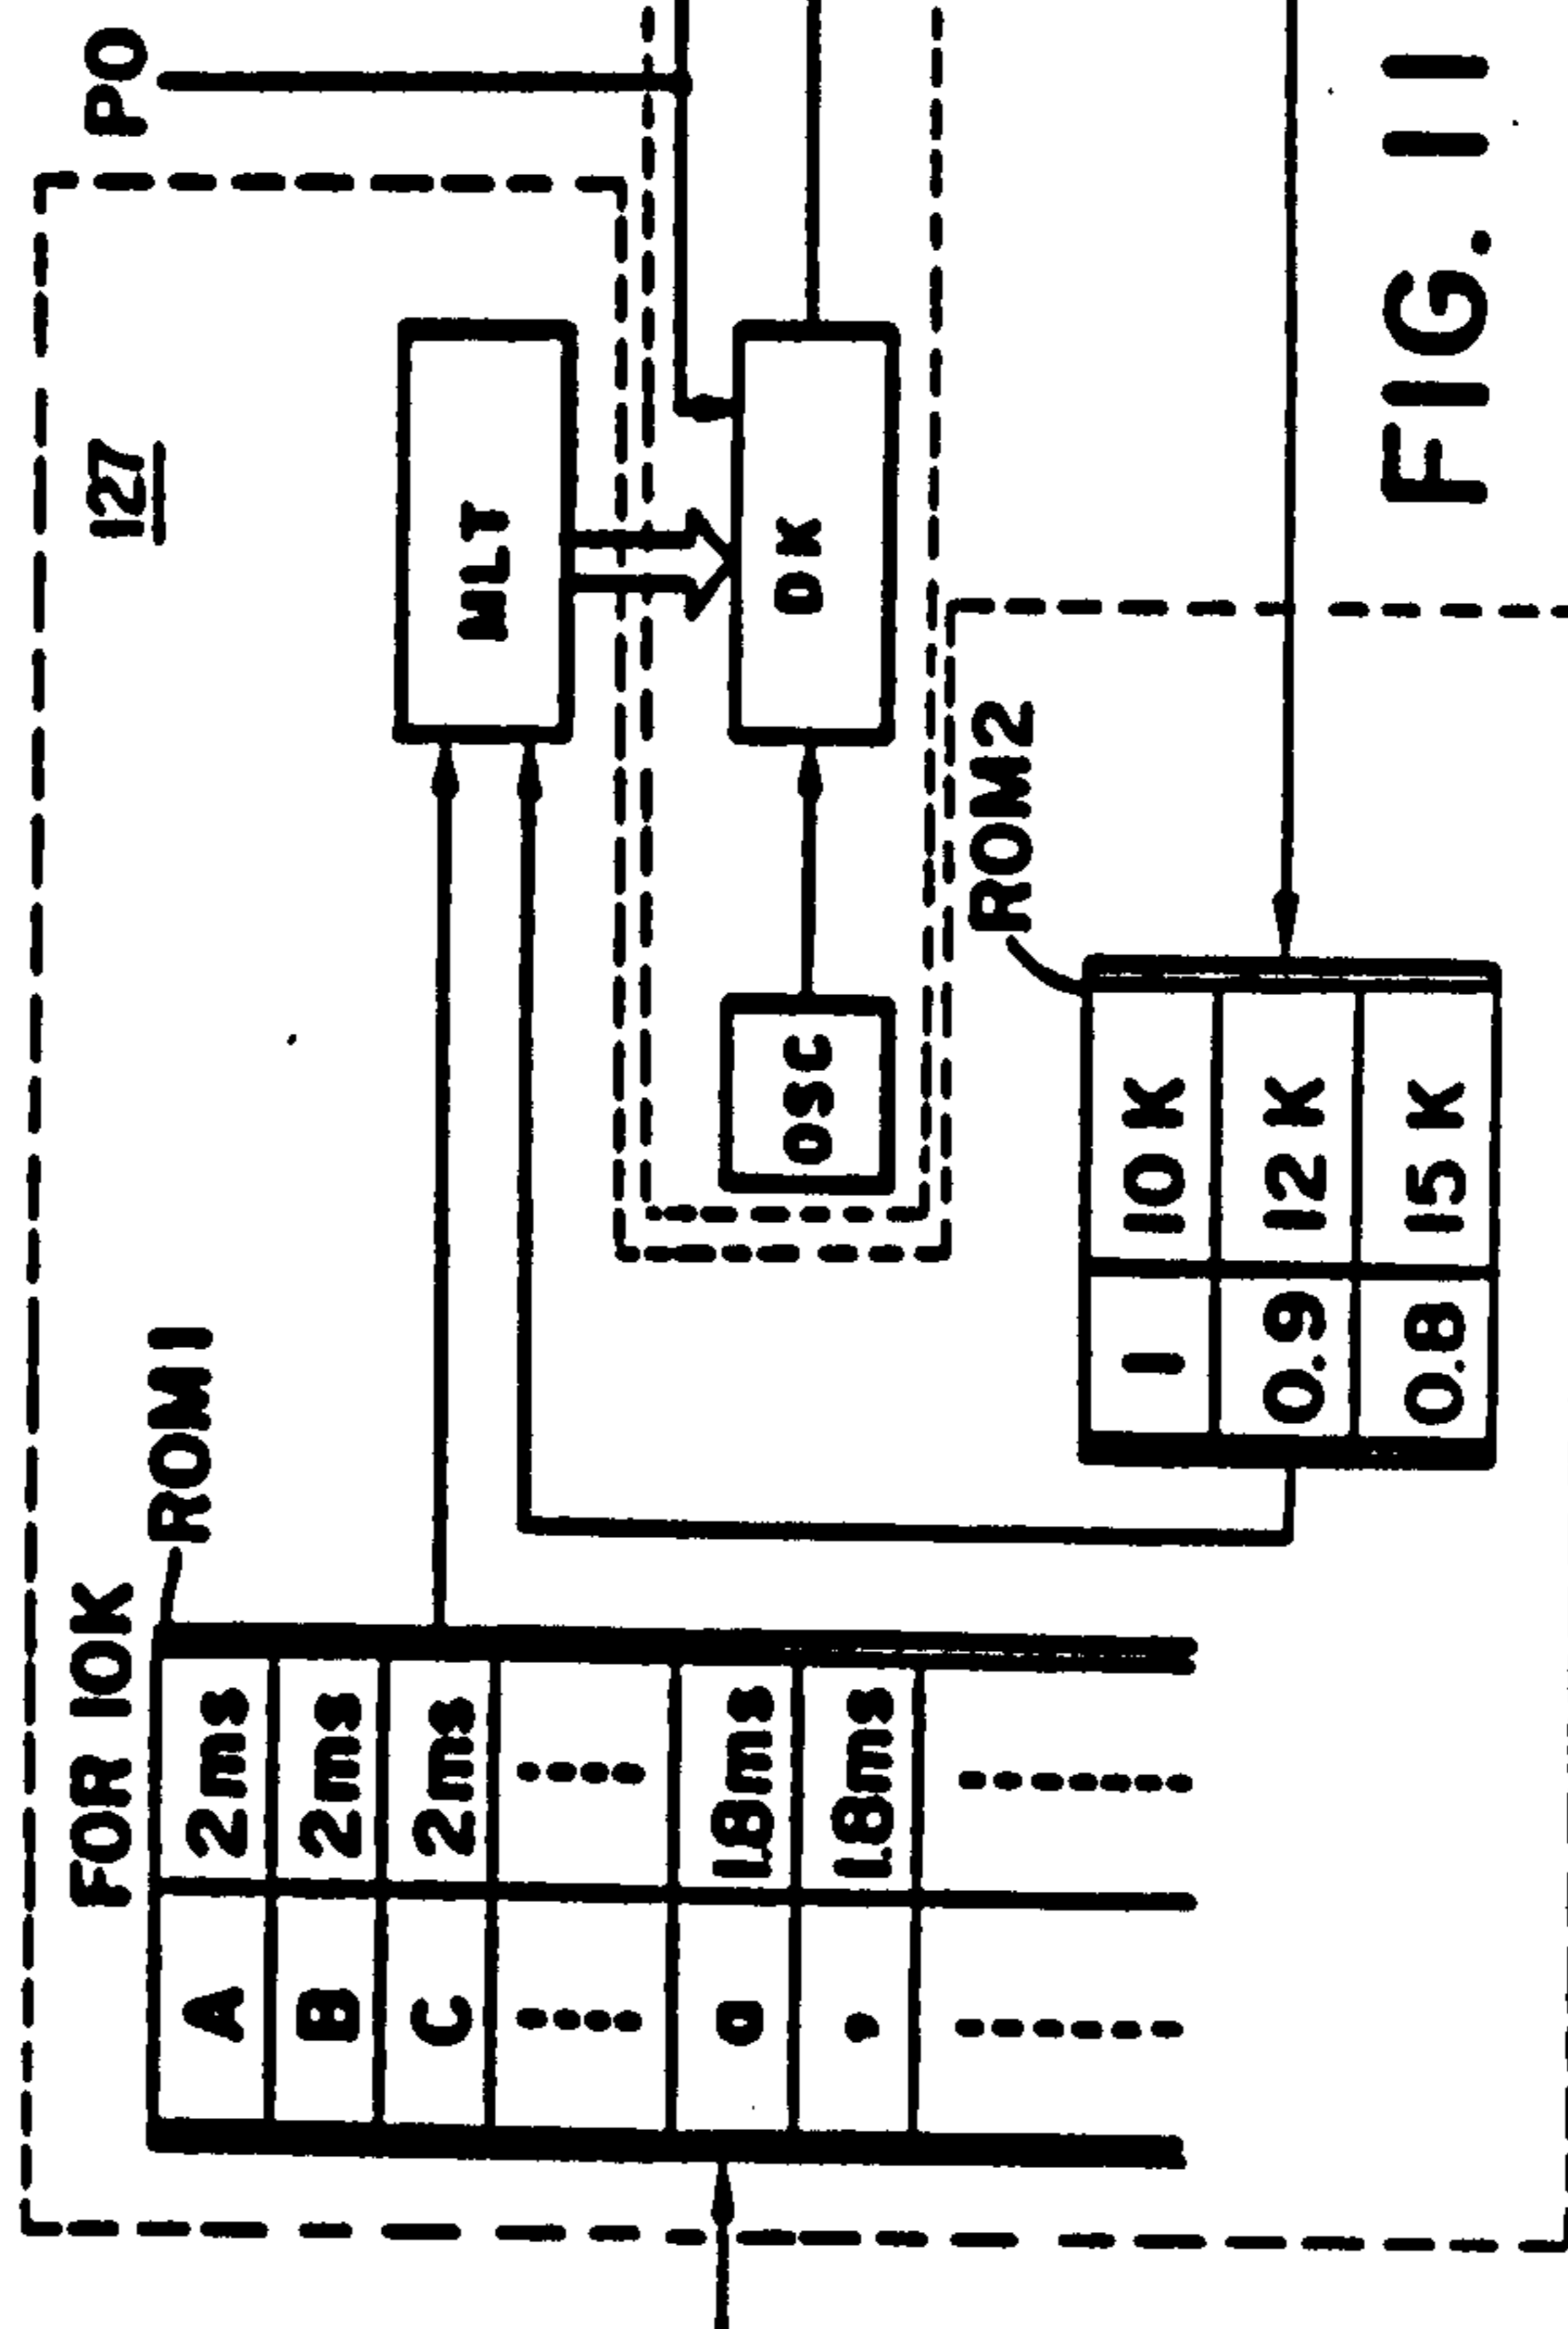 FOR 10K
ROM1
127
PO
A 2ms
B 2ms
C 2ms
a 1.8ms
, 1.8ms
MLT
OSC
DK
ROM2
1 10K
0.9 12K
0.8 15K
FIG. 11